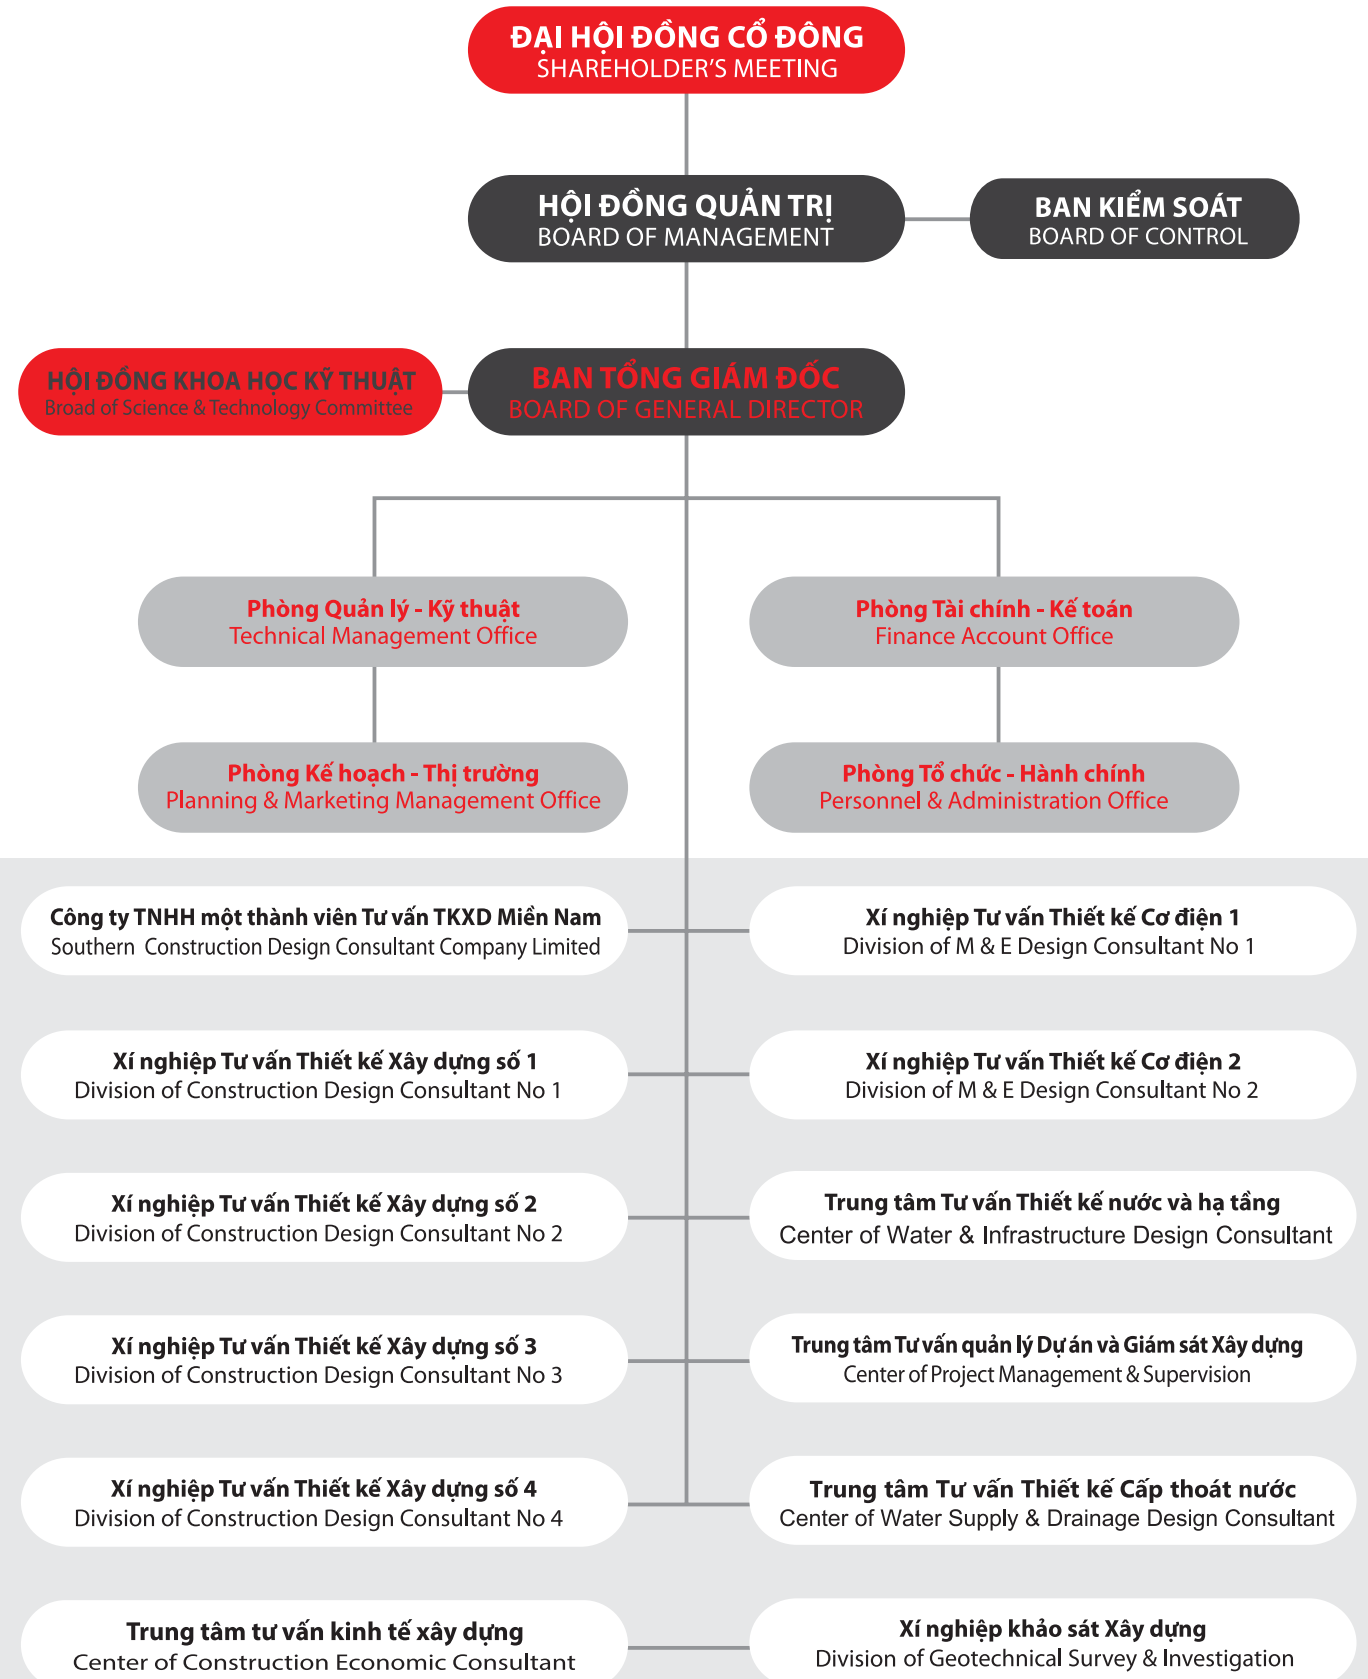 ĐẠI HỘI ĐỒNG CỔ ĐÔNG
SHAREHOLDER'S MEETING
HỘI ĐỒNG QUẢN TRỊ
BOARD OF MANAGEMENT
BAN KIỂM SOÁT
BOARD OF CONTROL
HỘI ĐỒNG KHOA HỌC KỸ THUẬT
Broad of Science & Technology Committee
BAN TỔNG GIÁM ĐỐC
BOARD OF GENERAL DIRECTOR
Phòng Quản lý - Kỹ thuật
Technical Management Office
Phòng Tài chính - Kế toán
Finance Account Office
Phòng Kế hoạch - Thị trường
Planning & Marketing Management Office
Phòng Tổ chức - Hành chính
Personnel & Administration Office
Công ty TNHH một thành viên Tư vấn TKXD Miền Nam
Southern Construction Design Consultant Company Limited
Xí nghiệp Tư vấn Thiết kế Cơ điện 1
Division of M & E Design Consultant No 1
Xí nghiệp Tư vấn Thiết kế Xây dựng số 1
Division of Construction Design Consultant No 1
Xí nghiệp Tư vấn Thiết kế Cơ điện 2
Division of M & E Design Consultant No 2
Xí nghiệp Tư vấn Thiết kế Xây dựng số 2
Division of Construction Design Consultant No 2
Trung tâm Tư vấn Thiết kế nước và hạ tầng
Center of Water & Infrastructure Design Consultant
Xí nghiệp Tư vấn Thiết kế Xây dựng số 3
Division of Construction Design Consultant No 3
Trung tâm Tư vấn quản lý Dự án và Giám sát Xây dựng
Center of Project Management & Supervision
Xí nghiệp Tư vấn Thiết kế Xây dựng số 4
Division of Construction Design Consultant No 4
Trung tâm Tư vấn Thiết kế Cấp thoát nước
Center of Water Supply & Drainage Design Consultant
Trung tâm tư vấn kinh tế xây dựng
Center of Construction Economic Consultant
Xí nghiệp khảo sát Xây dựng
Division of Geotechnical Survey & Investigation